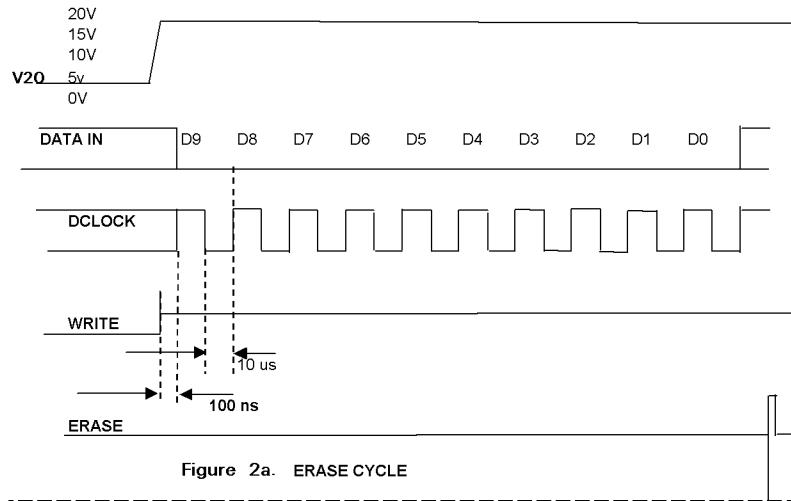 20V
15V
10V
V20 5v
0V
DATA IN D9 D8 D7 D6 D5 D4 D3 D2 D1 D0
DCLOCK
WRITE
10 us
100 ns
ERASE
Figure 2a. ERASE CYCLE